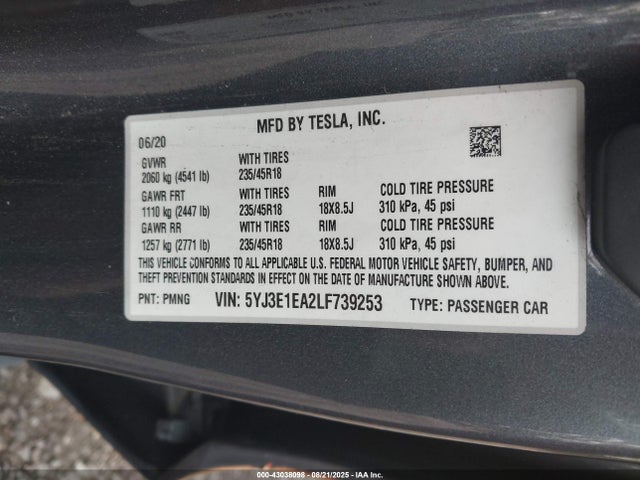 MFD BY TESLA, INC.
06/20
GVWR WITH TIRES
2060 kg (4541 lb) 235/45R18
GAWR FRT WITH TIRES RIM COLD TIRE PRESSURE
1110 kg (2447 lb) 235/45R18 18X8.5J 310 kPa, 45 psi
GAWR RR WITH TIRES RIM COLD TIRE PRESSURE
1257 kg (2771 lb) 235/45R18 18X8.5J 310 kPa, 45 psi
THIS VEHICLE CONFORMS TO ALL APPLICABLE U.S. FEDERAL MOTOR VEHICLE SAFETY, BUMPER, AND
THEFT PREVENTION STANDARDS IN EFFECT ON THE DATE OF MANUFACTURE SHOWN ABOVE.
PNT: PMNG VIN: 5YJ3E1EA2LF739253 TYPE: PASSENGER CAR
000-43038098 - 08/21/2025 - IAA Inc.